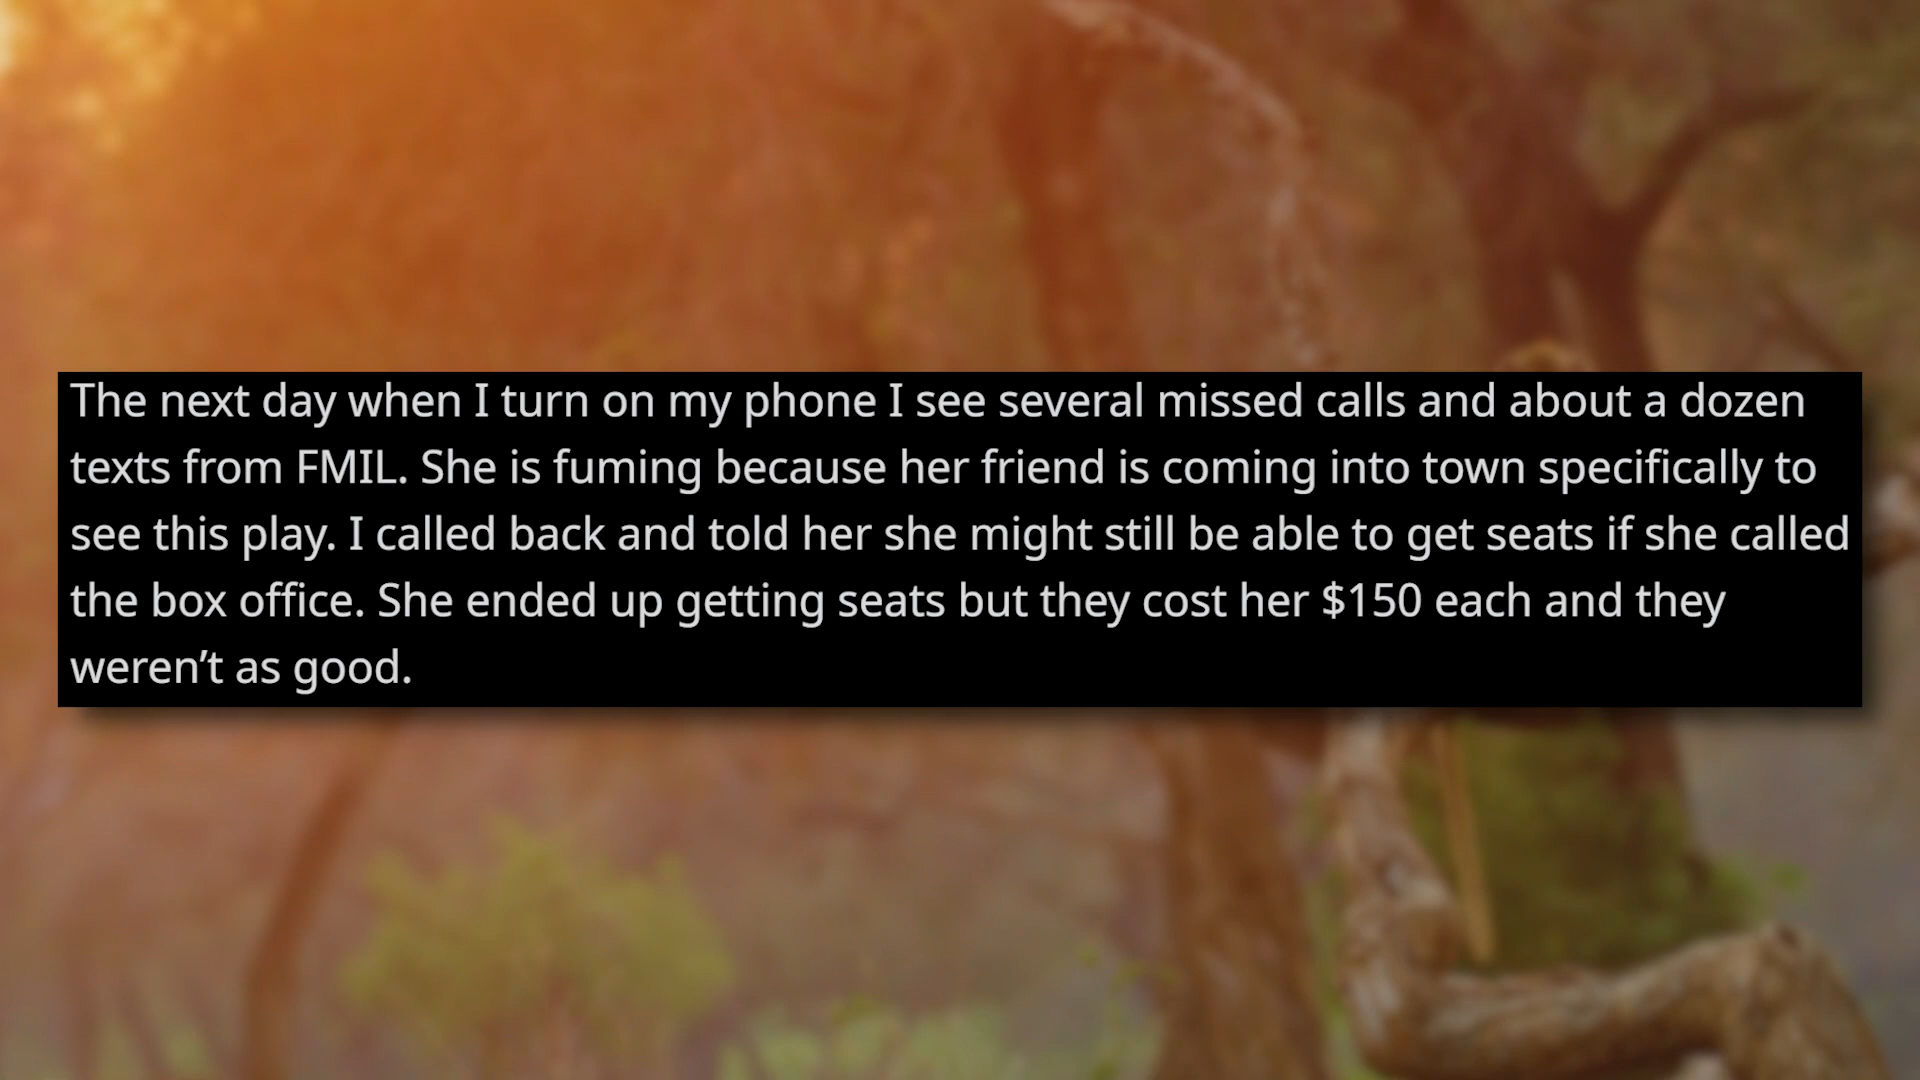 The next day when I turn on my phone I see several missed calls and about a dozen
texts from FMIL. She is fuming because her friend is coming into town specifically to
see this play. I called back and told her she might still be able to get seats if she called
the box office. She ended up getting seats but they cost her $150 each and they
weren’t as good.